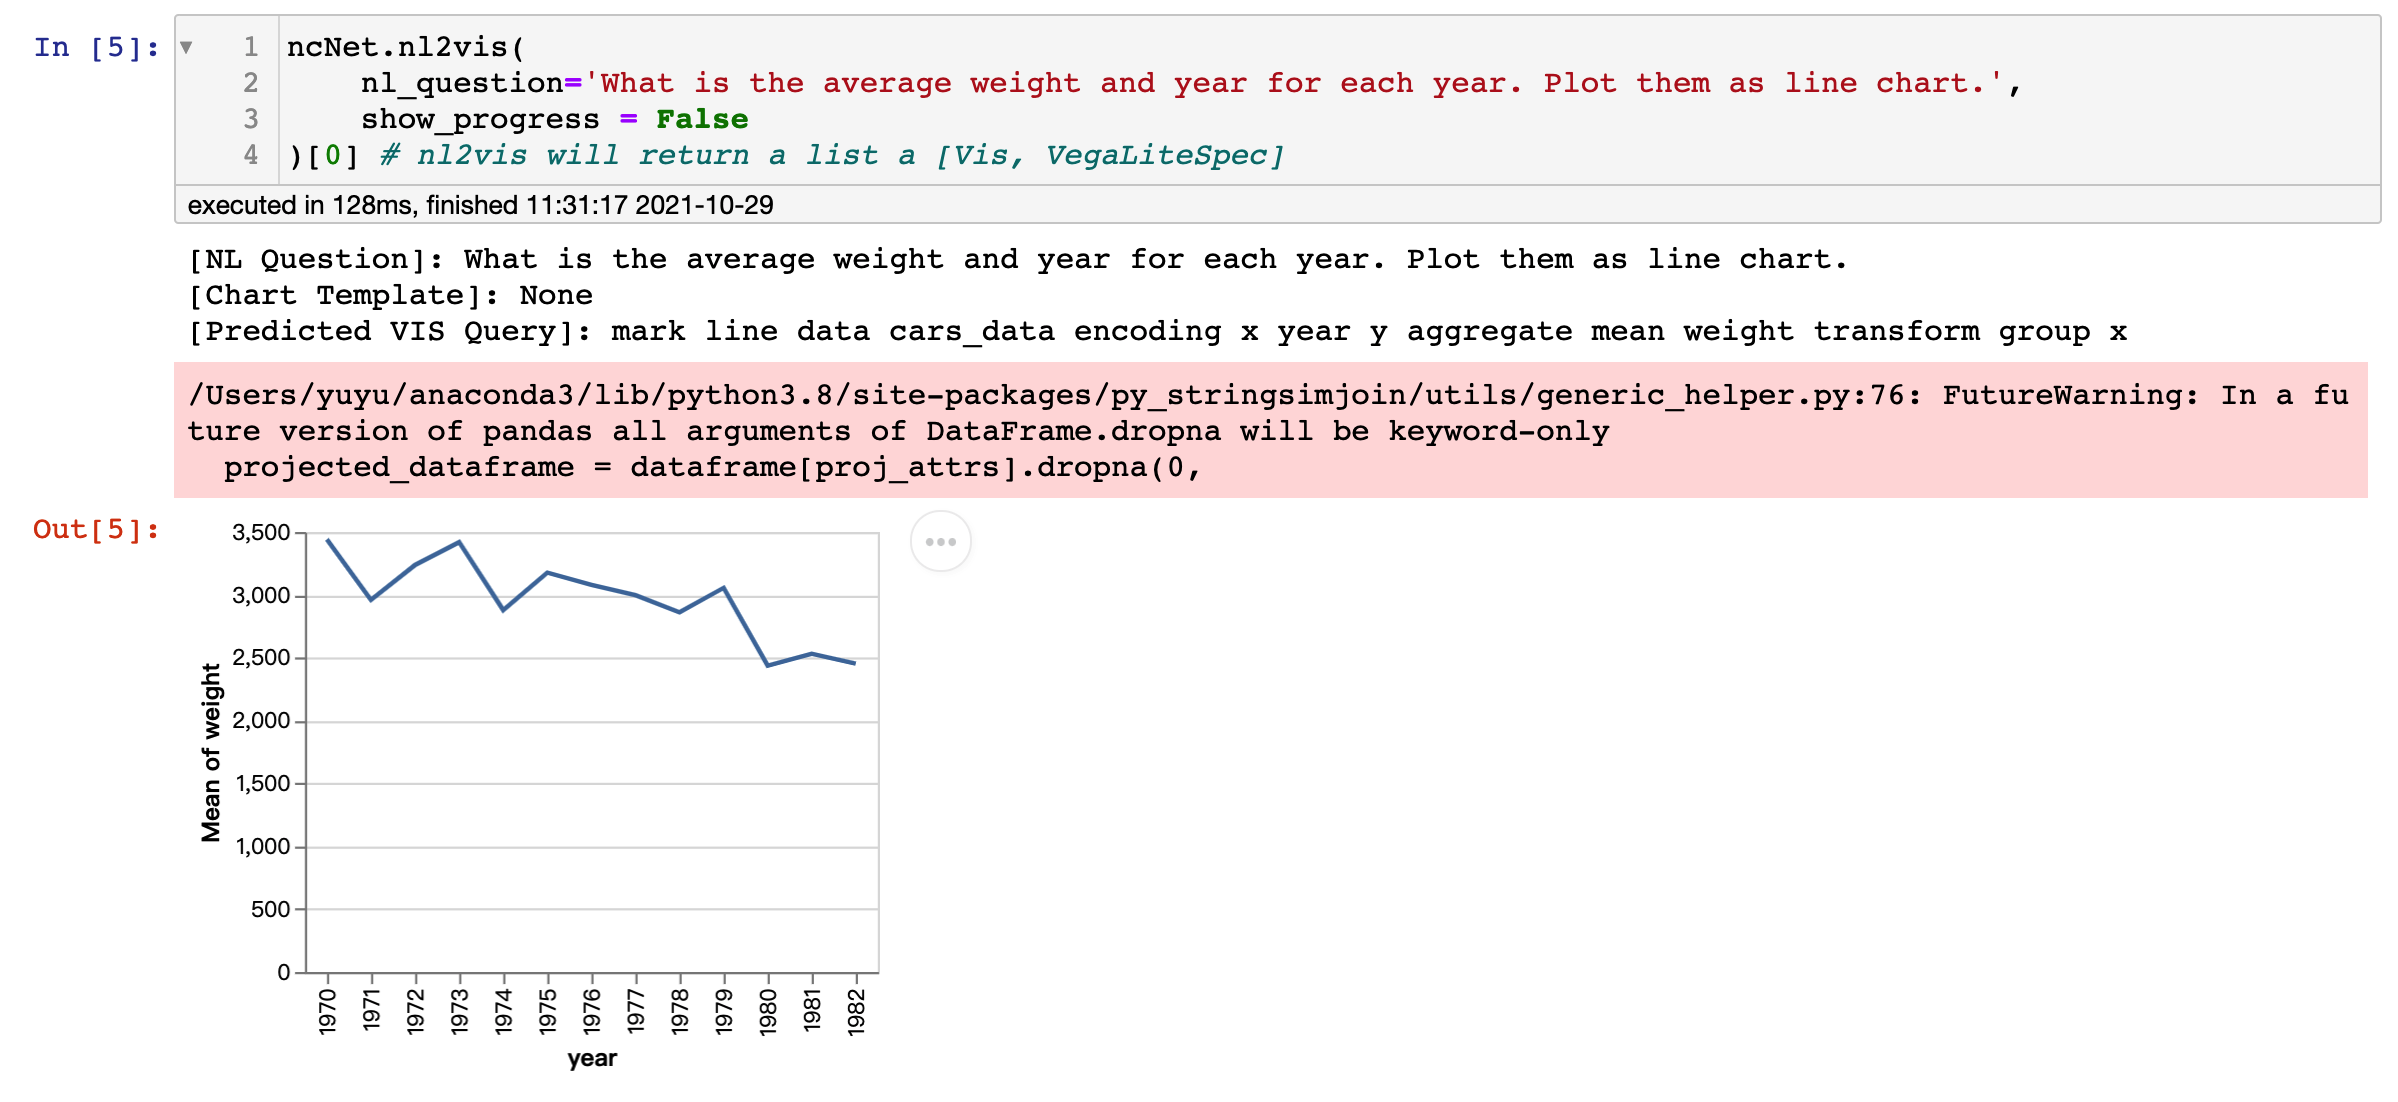 In [5]:
1 ncNet.nl2vis(
2     nl_question='What is the average weight and year for each year. Plot them as line chart.',
3     show_progress = False
4 )[0] # nl2vis will return a list a [Vis, VegaLiteSpec]
executed in 128ms, finished 11:31:17 2021-10-29
[NL Question]: What is the average weight and year for each year. Plot them as line chart.
[Chart Template]: None
[Predicted VIS Query]: mark line data cars_data encoding x year y aggregate mean weight transform group x
/Users/yuyu/anaconda3/lib/python3.8/site-packages/py_stringsimjoin/utils/generic_helper.py:76: FutureWarning: In a fu
ture version of pandas all arguments of DataFrame.dropna will be keyword-only
  projected_dataframe = dataframe[proj_attrs].dropna(0,
Out[5]:
Mean of weight
3,500
3,000
2,500
2,000
1,500
1,000
500
0
1970
1971
1972
1973
1974
1975
1976
1977
1978
1979
1980
1981
1982
year